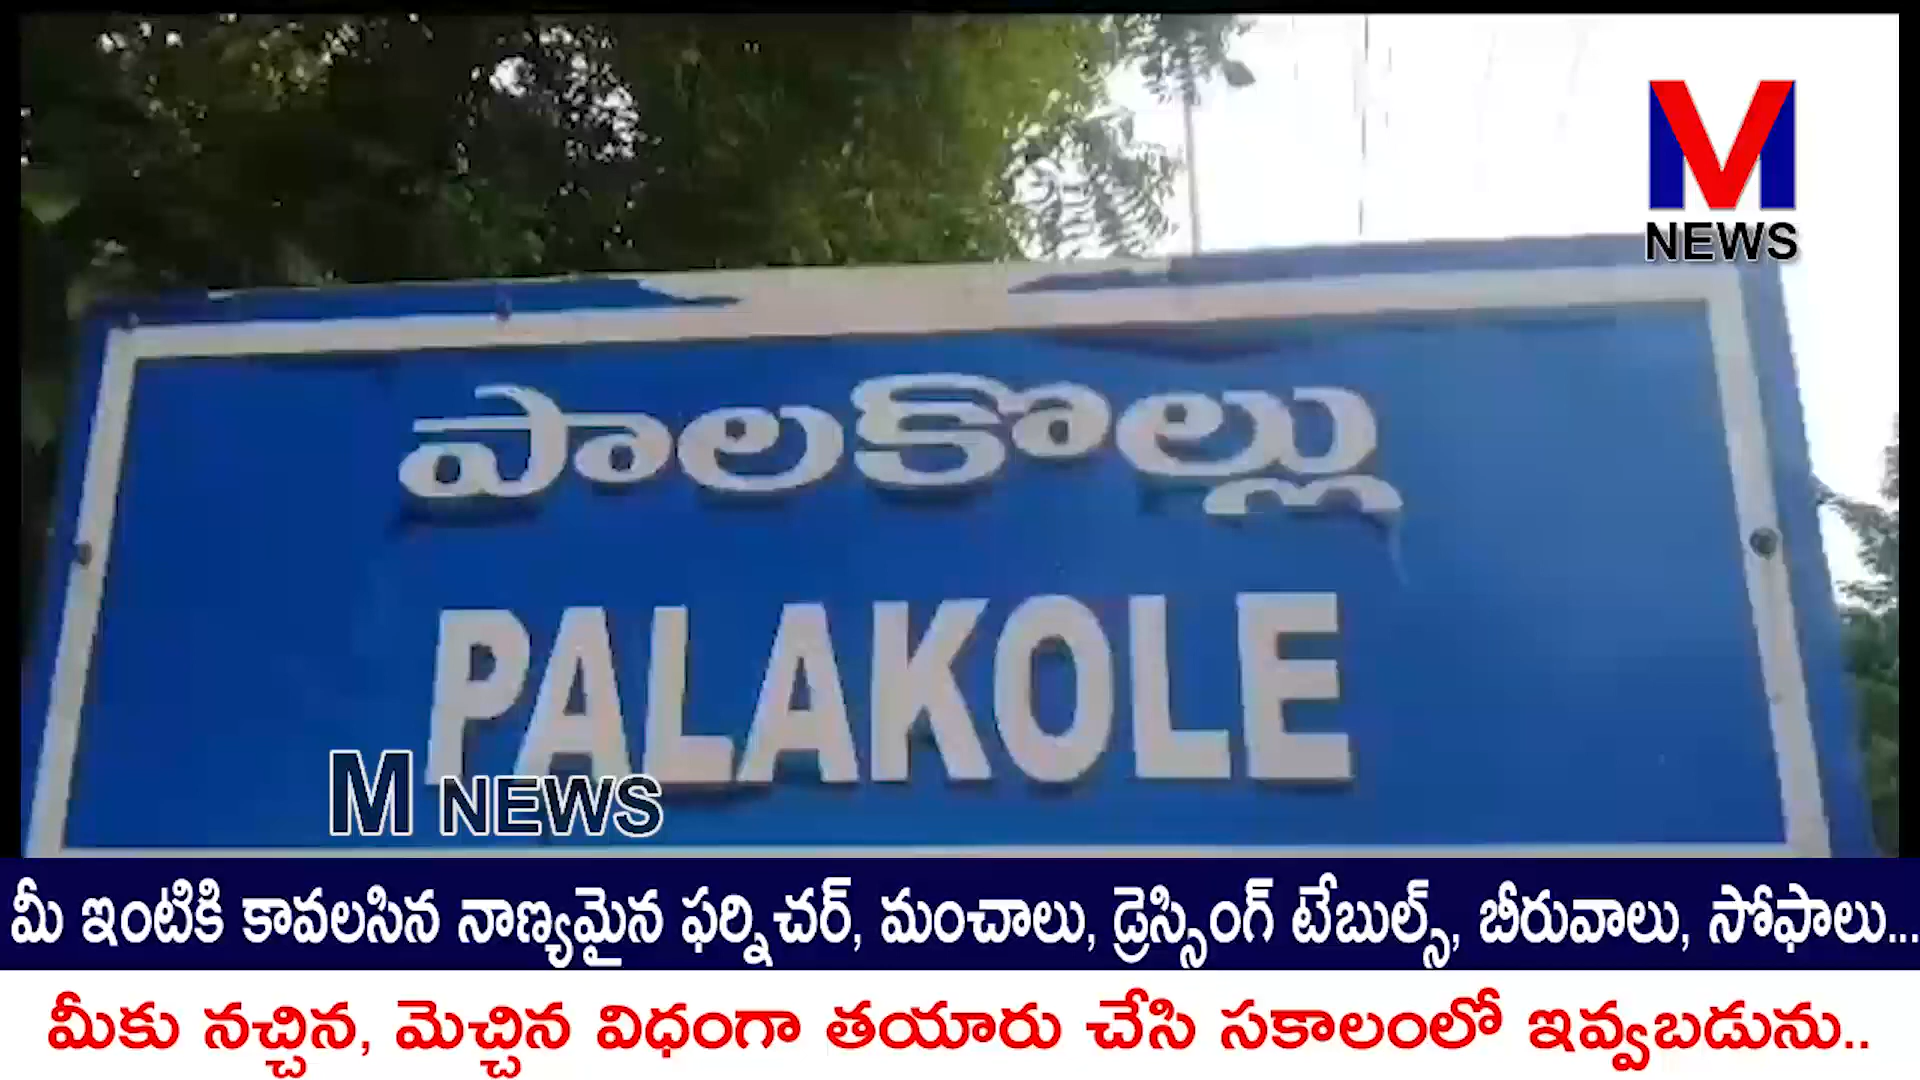 M
NEWS
పాలకొల్లు
PALAKOLE
M NEWS
మీ ఇంటికి కావలసిన నాణ్యమైన ఫర్నిచర్, మంచాలు, డ్రెస్సింగ్ టేబుల్స్, బీరువాలు, సోఫాలు...
మీకు నచ్చిన, మెచ్చిన విధంగా తయారు చేసి సకాలంలో ఇవ్వబడును..